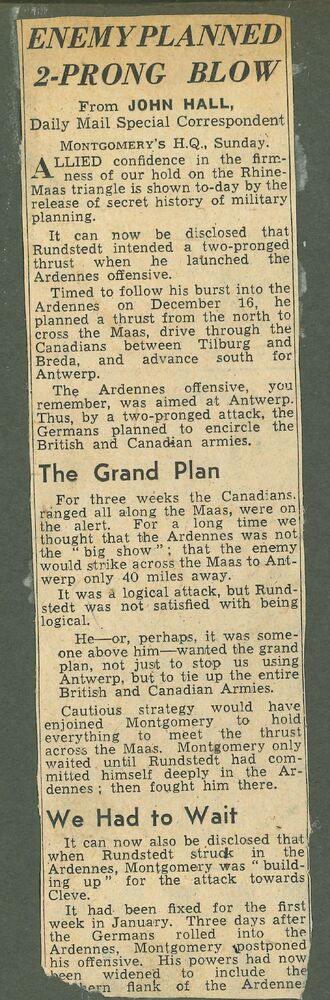 ENEMY PLANNED
2-PRONG BLOW
From JOHN HALL,
Daily Mail Special Correspondent
MONTGOMERY'S H.Q., Sunday.
ALLIED confidence in the firm-
ness of our hold on the Rhine-
Maas triangle is shown to-day by the
release of secret history of military
planning.
It can now be disclosed that
Rundstedt intended a two-pronged
thrust when he launched the
Ardennes offensive.
Timed to follow his burst into the
Ardennes on December 16, he
planned a thrust from the north to
cross the Maas, drive through the
Canadians between Tilburg and
Breda, and advance south for
Antwerp.
The Ardennes offensive, you
remember, was aimed at Antwerp.
Thus, by a two-pronged attack, the
Germans planned to encircle the
British and Canadian armies.
The Grand Plan
For three weeks the Canadians,
ranged all along the Maas, were on
the alert. For a long time we
thought that the Ardennes was not
the "big show"; that the enemy
would strike across the Maas to Ant-
werp only 40 miles away.
It was a logical attack, but Rund-
stedt was not satisfied with being
logical.
He—or, perhaps, it was some-
one above him—wanted the grand
plan, not just to stop us using
Antwerp, but to tie up the entire
British and Canadian Armies.
Cautious strategy would have
enjoined Montgomery to hold
everything to meet the thrust
across the Maas. Montgomery only
waited until Rundstedt had com-
mitted himself deeply in the Ar-
dennes; then fought him there.
We Had to Wait
It can now also be disclosed that
when Rundstedt struck in the
Ardennes, Montgomery was "build-
ing up" for the attack towards
Cleve.
It had been fixed for the first
week in January. Three days after
the Germans rolled into the
Ardennes, Montgomery postponed
his offensive. His powers had now
been widened to include the
flank of the Ardenne